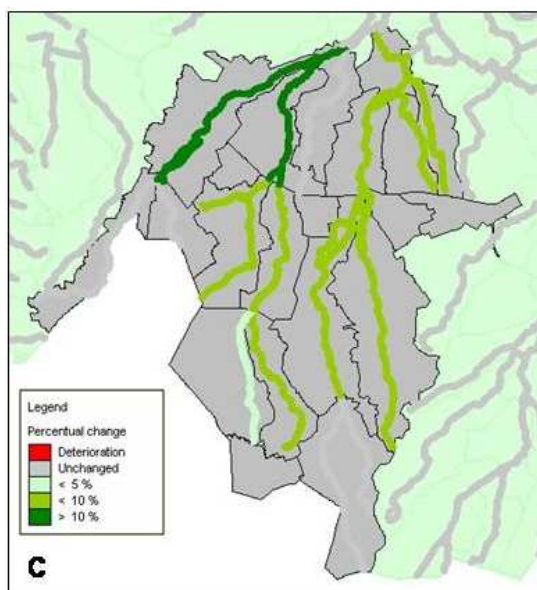 Legend
Percentual change
Deterioration
Unchanged
< 5 %
< 10 %
> 10 %
C